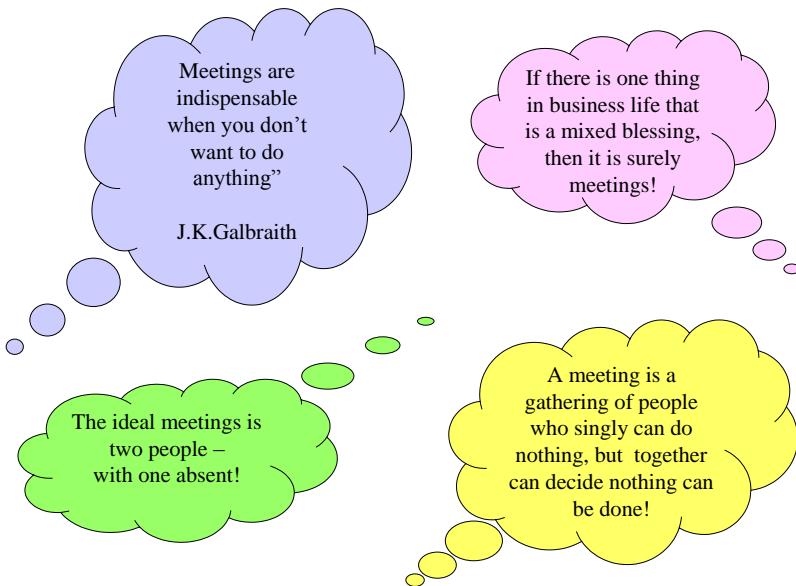 Meetings are
indispensable
when you don't
want to do
anything”
J.K.Galbraith
If there is one thing
in business life that
is a mixed blessing,
then it is surely
meetings!
The ideal meetings is
two people –
with one absent!
A meeting is a
gathering of people
who singly can do
nothing, but  together
can decide nothing can
be done!